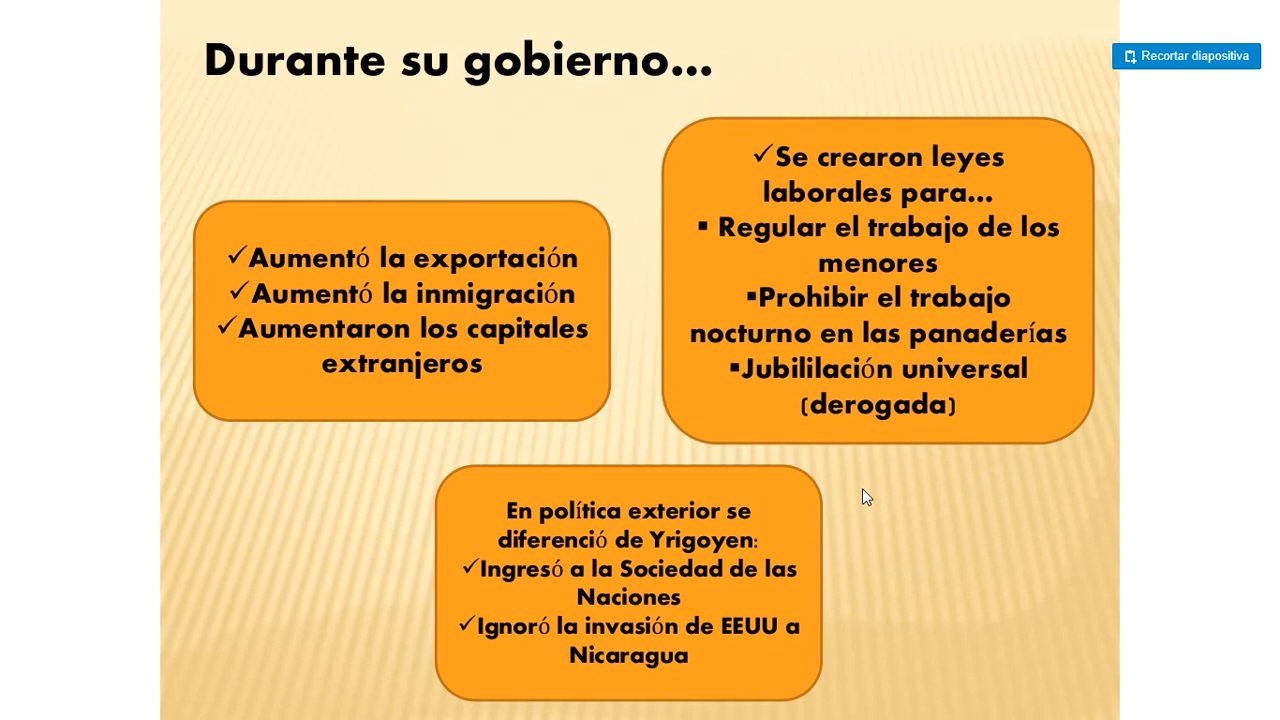 Durante su gobierno...
Recortar diapositiva
✓Aumentó la exportación
✓Aumentó la inmigración
✓Aumentaron los capitales
extranjeros
✓Se crearon leyes
laborales para...
▪ Regular el trabajo de los
menores
▪Prohibir el trabajo
nocturno en las panaderías
▪Jubililación universal
(derogada)
En política exterior se
diferenció de Yrigoyen:
✓Ingresó a la Sociedad de las
Naciones
✓Ignoró la invasión de EEUU a
Nicaragua